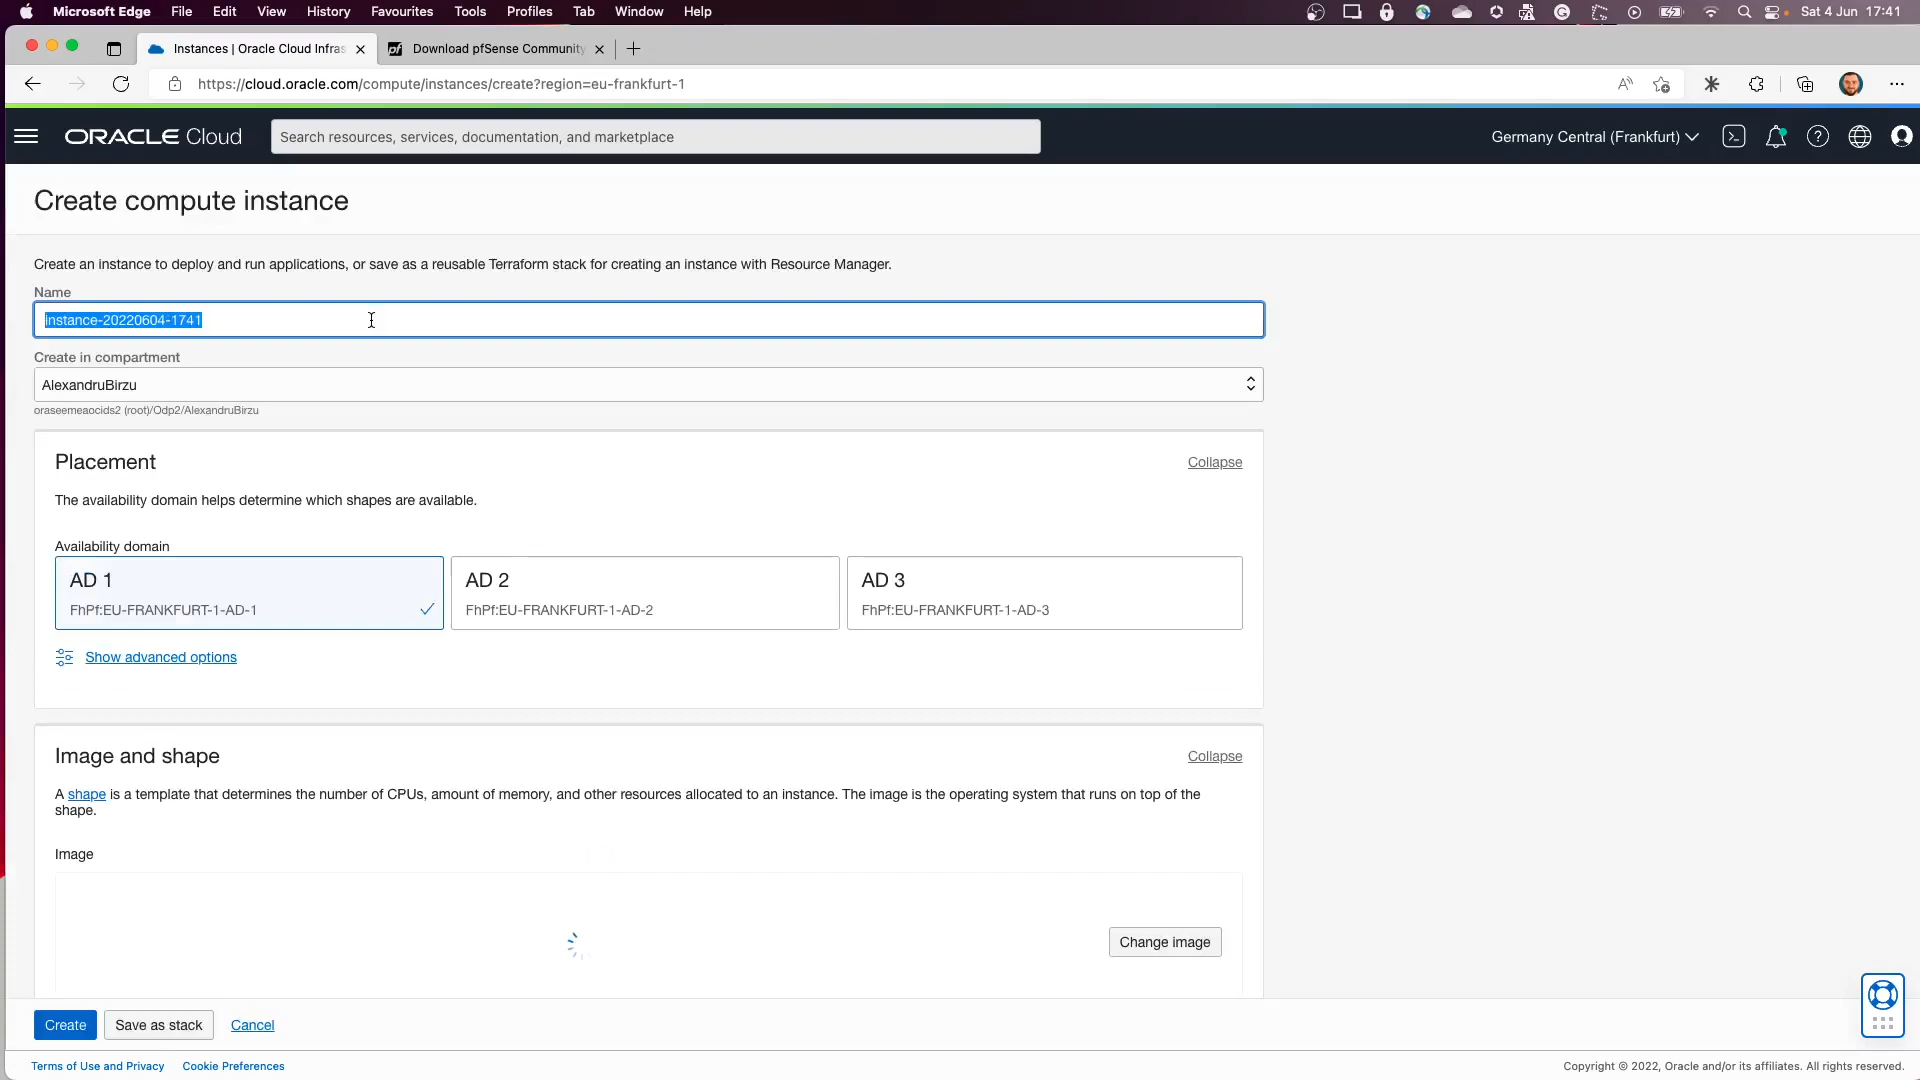 Microsoft Edge File Edit View History Favourites Tools Profiles Tab Window Help Sat 4 Jun 17:41
Instances | Oracle Cloud Infras Download pfSense Community
https://cloud.oracle.com/compute/instances/create?region=eu-frankfurt-1
ORACLE Cloud Search resources, services, documentation, and marketplace Germany Central (Frankfurt)
Create compute instance
Create an instance to deploy and run applications, or save as a reusable Terraform stack for creating an instance with Resource Manager.
Name
instance-20220604-1741
Create in compartment
AlexandruBirzu
oraseemeaocids2 (root)/Odp2/AlexandruBirzu
Placement Collapse
The availability domain helps determine which shapes are available.
Availability domain
AD 1 AD 2 AD 3
FhPf:EU-FRANKFURT-1-AD-1 FhPf:EU-FRANKFURT-1-AD-2 FhPf:EU-FRANKFURT-1-AD-3
Show advanced options
Image and shape Collapse
A shape is a template that determines the number of CPUs, amount of memory, and other resources allocated to an instance. The image is the operating system that runs on top of the
shape.
Image
Change image
Create Save as stack Cancel
Terms of Use and Privacy Cookie Preferences Copyright © 2022, Oracle and/or its affiliates. All rights reserved.